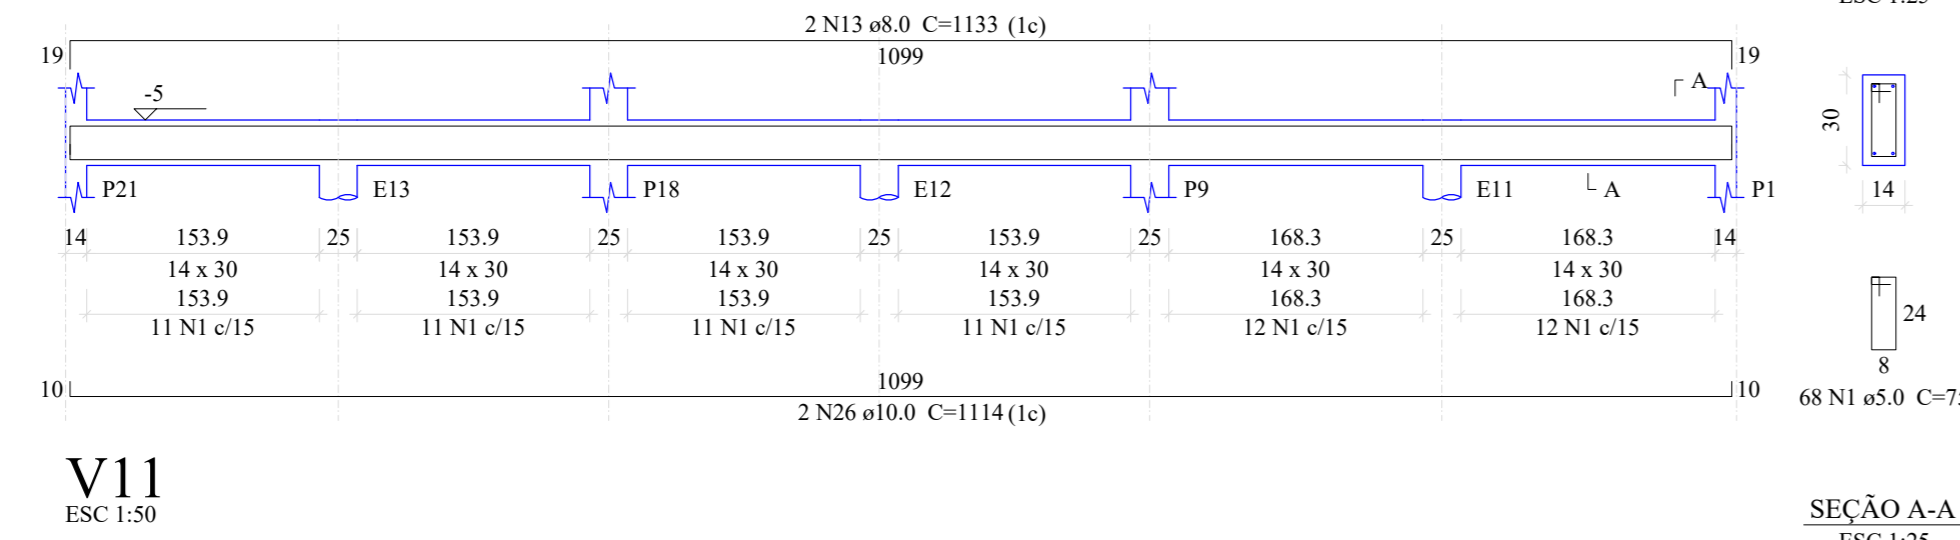 ESC 1:25
2 N13 ø8.0 C=1133 (1c)
19 1099 19
A
-5
30
P21 E13 P18 E12 P9 E11 A P1
14
14 153.9 25 153.9 25 153.9 25 153.9 25 168.3 25 168.3 14
14 x 30 14 x 30 14 x 30 14 x 30 14 x 30 14 x 30
153.9 153.9 153.9 153.9 168.3 168.3
11 N1 c/15 11 N1 c/15 11 N1 c/15 11 N1 c/15 12 N1 c/15 12 N1 c/15
24
8
10 1099 10
2 N26 ø10.0 C=1114 (1c)
68 N1 ø5.0 C=7
V11
ESC 1:50
SEÇÃO A-A
ESC 1:25